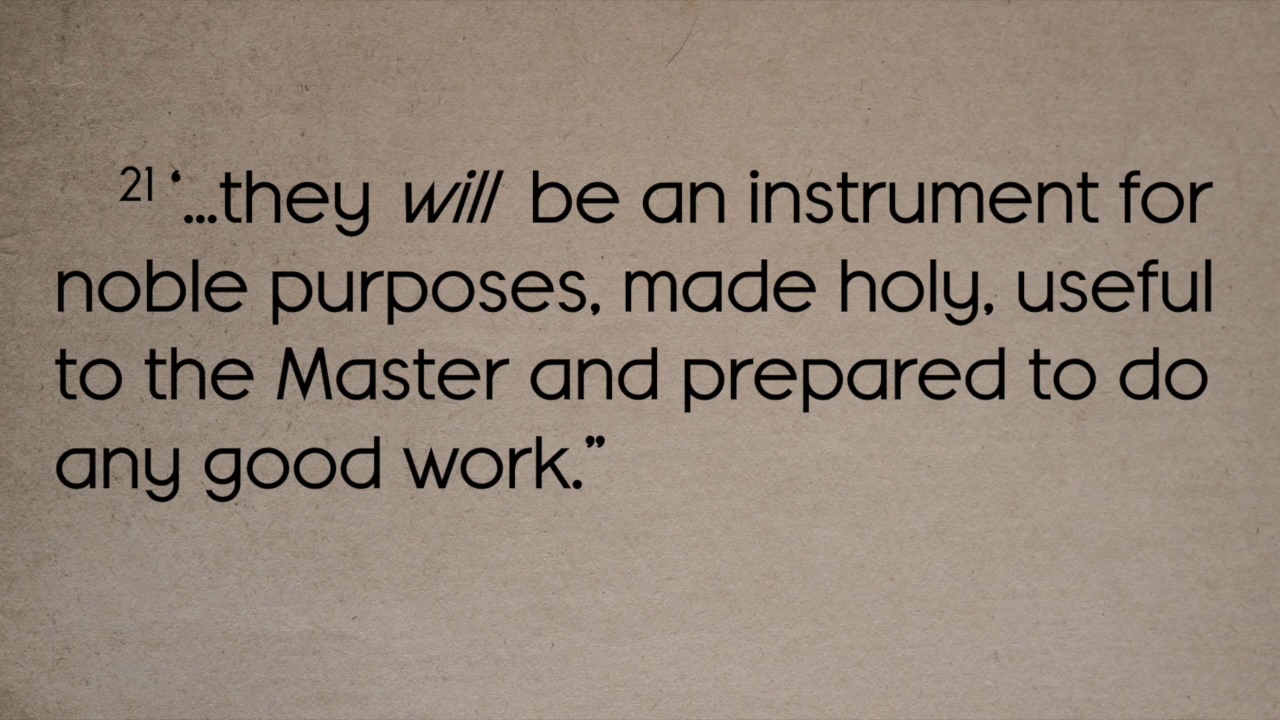 21 ‘...they will be an instrument for
noble purposes, made holy, useful
to the Master and prepared to do
any good work.”